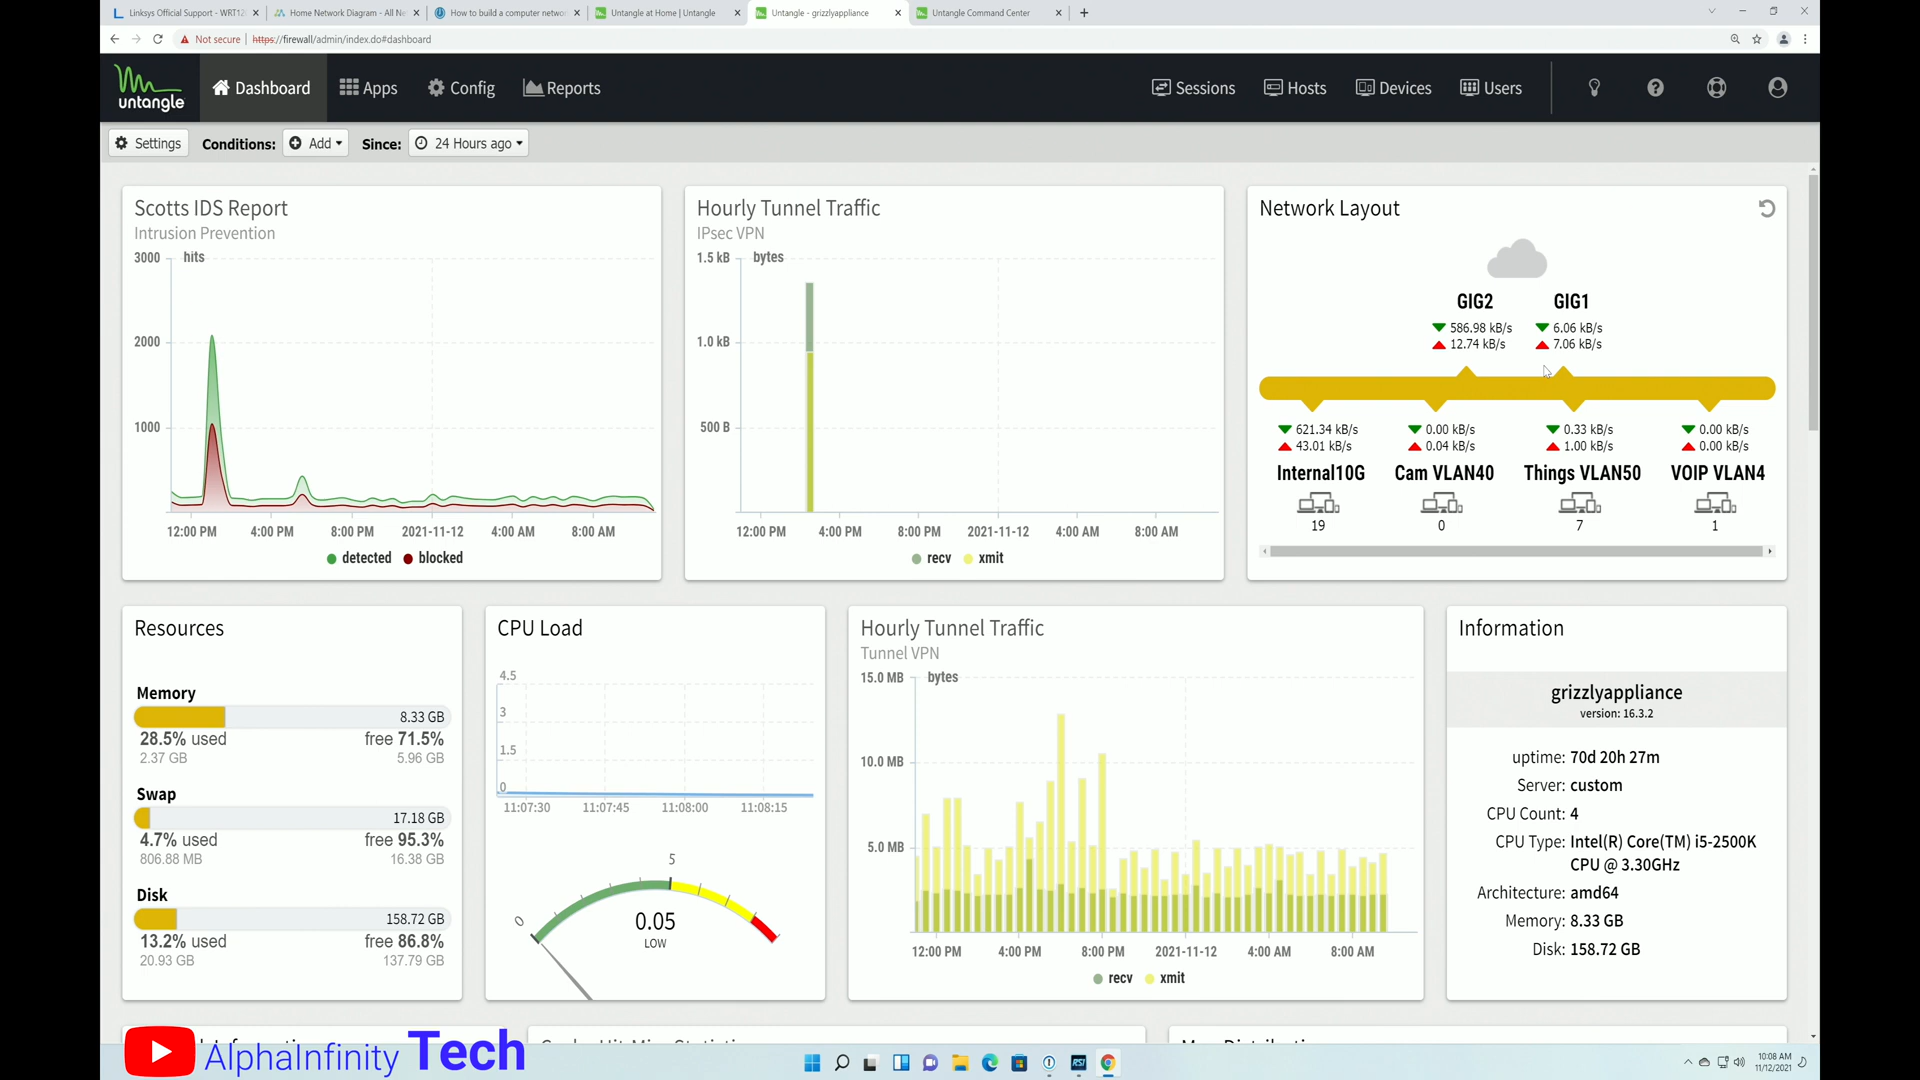 Linksys Official Support - WRT12
Home Network Diagram - All Ne
How to build a computer networ
Untangle at Home | Untangle
Untangle - grizzlyappliance
Untangle Command Center
Not secure
https://firewall/admin/index.do#dashboard
untangle
Dashboard
Apps
Config
Reports
Sessions
Hosts
Devices
Users
Settings
Conditions:
Add
Since:
24 Hours ago
Scotts IDS Report
Intrusion Prevention
3000
hits
2000
1000
12:00 PM
4:00 PM
8:00 PM
2021-11-12
4:00 AM
8:00 AM
detected
blocked
Hourly Tunnel Traffic
IPsec VPN
1.5 kB
bytes
1.0 kB
500 B
12:00 PM
4:00 PM
8:00 PM
2021-11-12
4:00 AM
8:00 AM
recv
xmit
Network Layout
GIG2
GIG1
586.98 kB/s
6.06 kB/s
12.74 kB/s
7.06 kB/s
621.34 kB/s
0.00 kB/s
0.33 kB/s
0.00 kB/s
43.01 kB/s
0.04 kB/s
1.00 kB/s
0.00 kB/s
Internal10G
Cam VLAN40
Things VLAN50
VOIP VLAN4
19
0
7
1
Resources
Memory
8.33 GB
28.5% used
free 71.5%
2.37 GB
5.96 GB
Swap
17.18 GB
4.7% used
free 95.3%
806.88 MB
16.38 GB
Disk
158.72 GB
13.2% used
free 86.8%
20.93 GB
137.79 GB
CPU Load
4.5
3
1.5
0
11:07:30
11:07:45
11:08:00
11:08:15
5
0
0.05
LOW
Hourly Tunnel Traffic
Tunnel VPN
15.0 MB
bytes
10.0 MB
5.0 MB
12:00 PM
4:00 PM
8:00 PM
2021-11-12
4:00 AM
8:00 AM
recv
xmit
Information
grizzlyappliance
version: 16.3.2
uptime: 70d 20h 27m
Server: custom
CPU Count: 4
CPU Type: Intel(R) Core(TM) i5-2500K
CPU @ 3.30GHz
Architecture: amd64
Memory: 8.33 GB
Disk: 158.72 GB
AlphaInfinity Tech
RSI
10:08 AM
11/12/2021